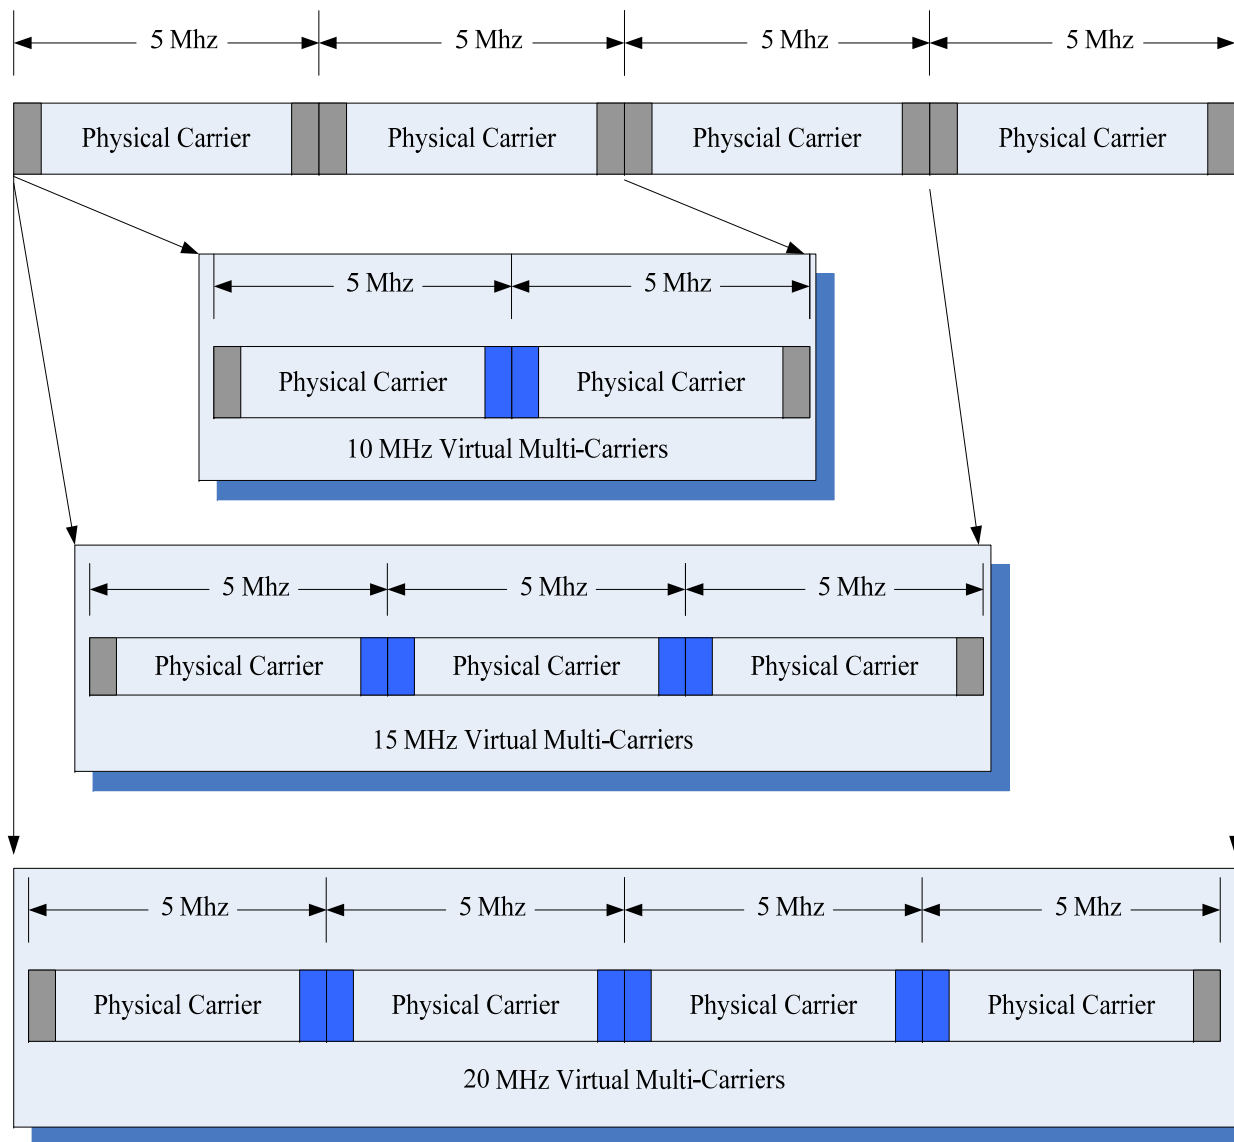 5 Mhz 5 Mhz 5 Mhz 5 Mhz
Physical Carrier Physical Carrier Physcial Carrier Physical Carrier
5 Mhz 5 Mhz
Physical Carrier Physical Carrier
10 MHz Virtual Multi-Carriers
5 Mhz 5 Mhz 5 Mhz
Physical Carrier Physical Carrier Physical Carrier
15 MHz Virtual Multi-Carriers
5 Mhz 5 Mhz 5 Mhz 5 Mhz
Physical Carrier Physical Carrier Physical Carrier Physical Carrier
20 MHz Virtual Multi-Carriers